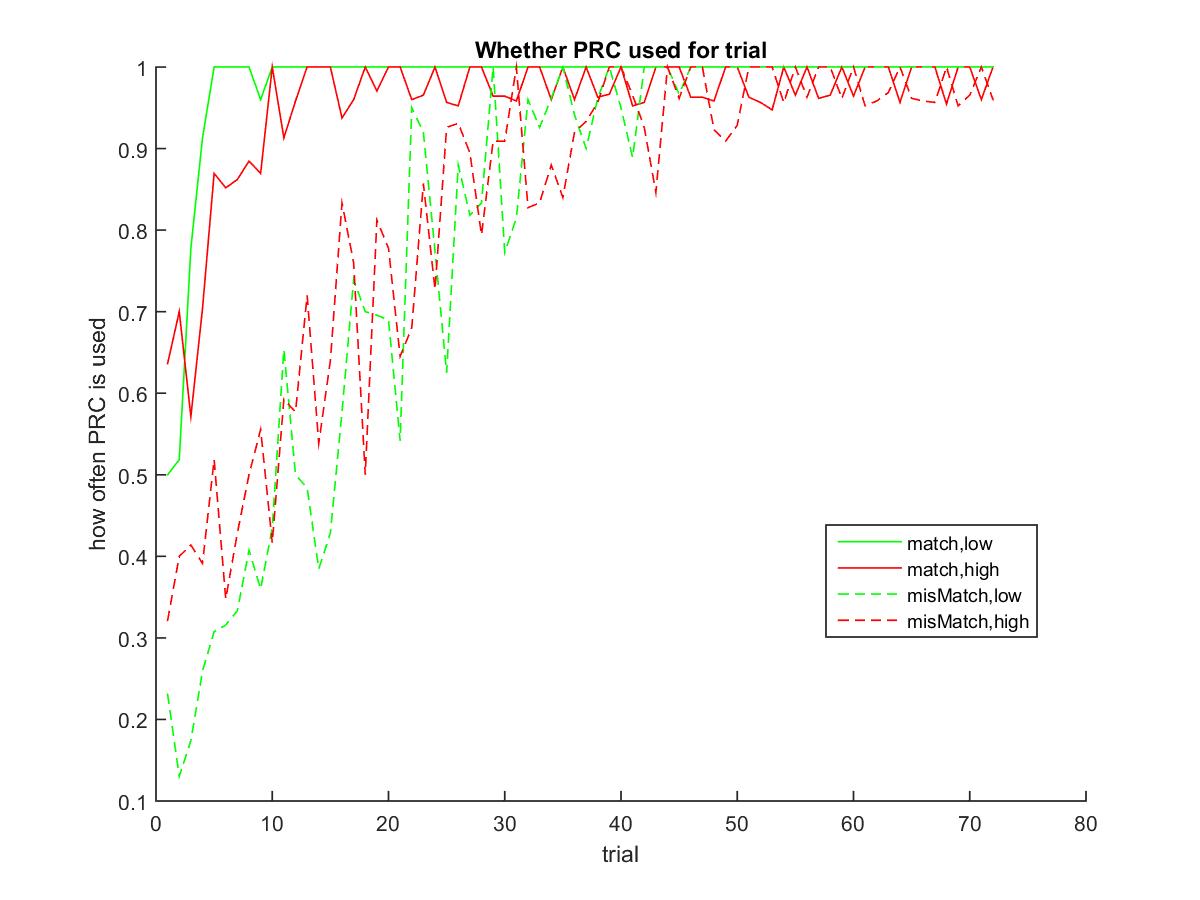 Whether PRC used for trial
1
0.9
0.8
0.7
0.6
0.5
0.4
0.3
0.2
0.1
how often PRC is used
match,low
match,high
misMatch,low
misMatch,high
0 10 20 30 40 50 60 70 80
trial